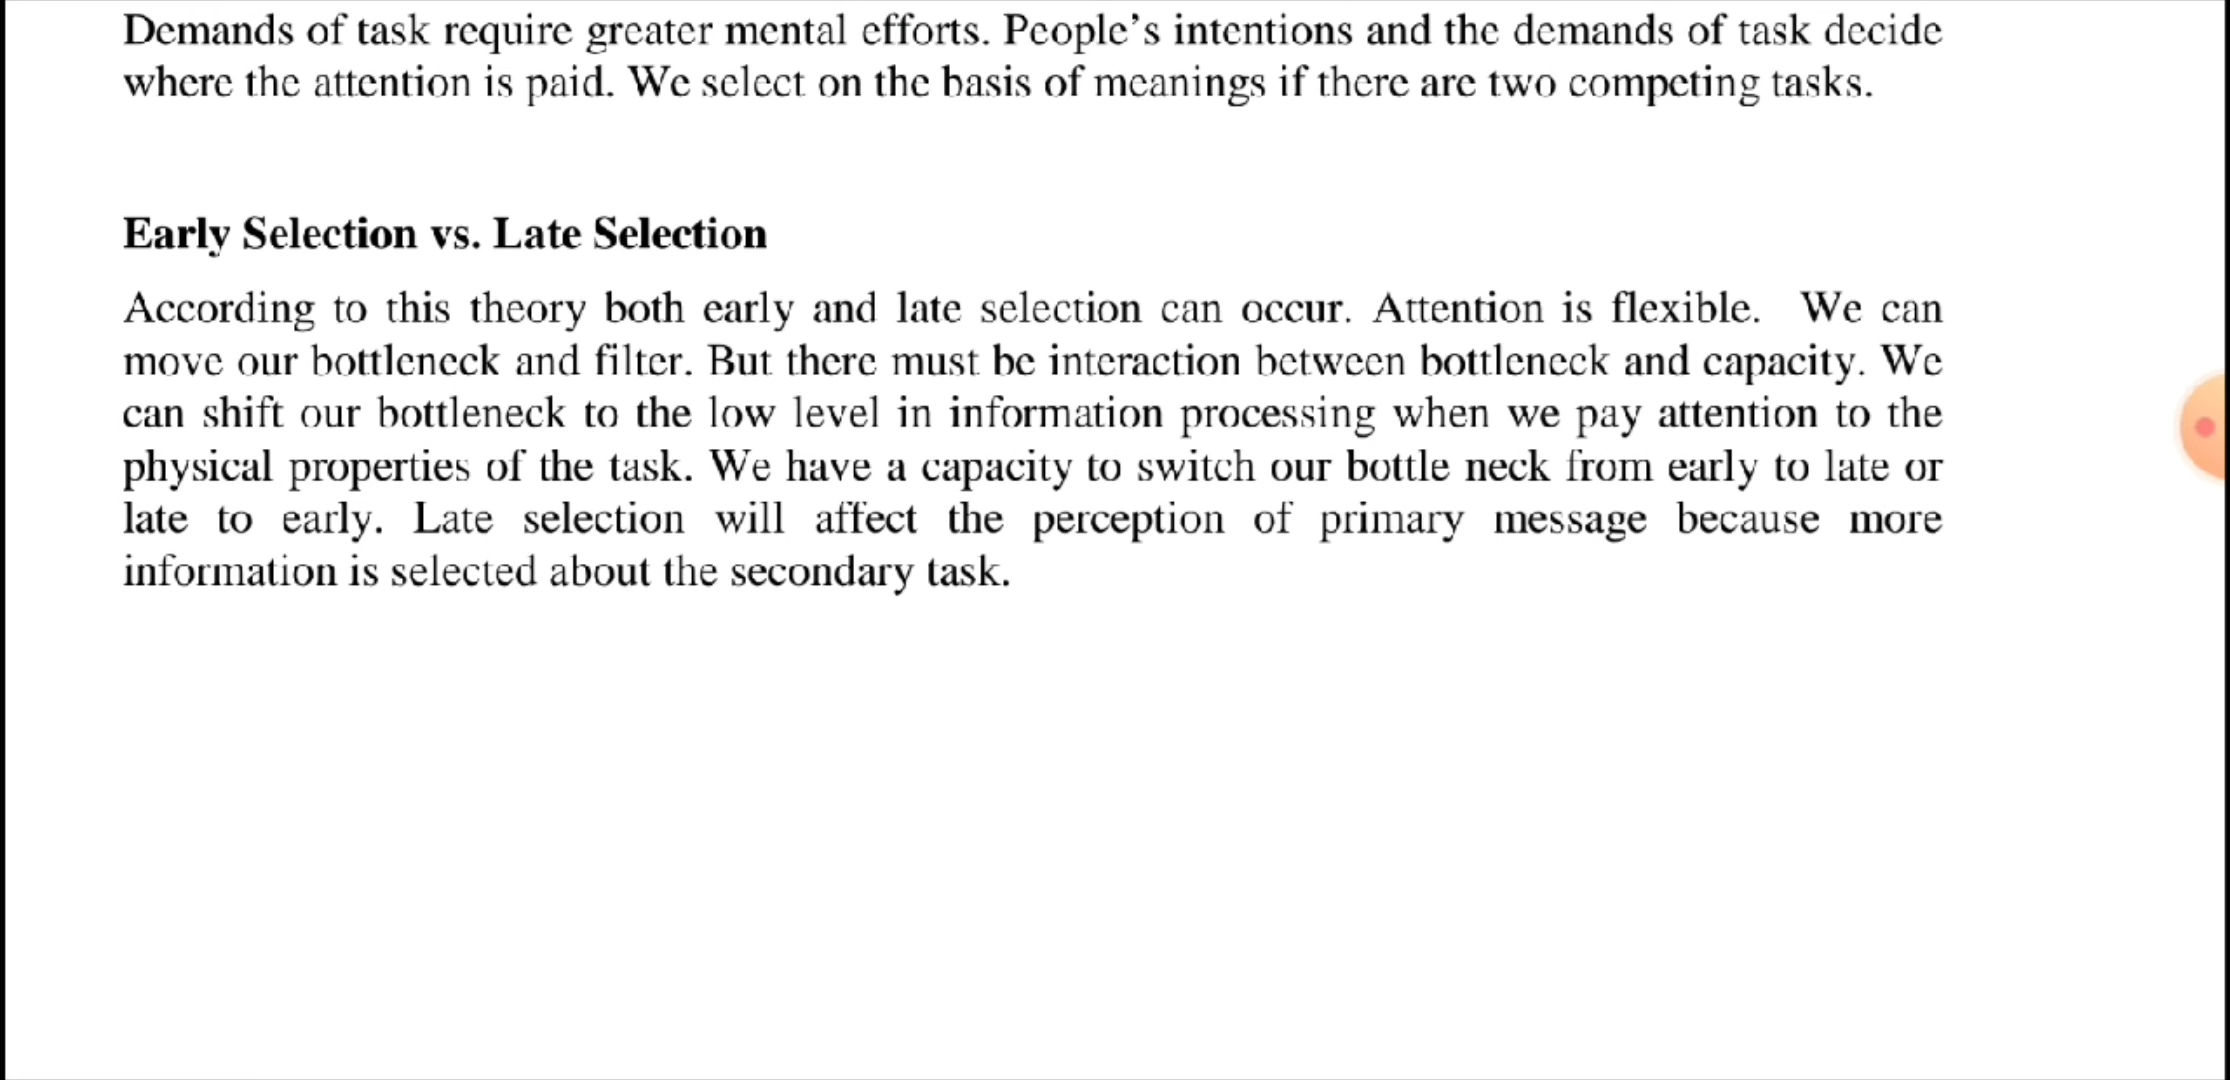 Demands of task require greater mental efforts. People’s intentions and the demands of task decide
where the attention is paid. We select on the basis of meanings if there are two competing tasks.
Early Selection vs. Late Selection
According to this theory both early and late selection can occur. Attention is flexible. We can
move our bottleneck and filter. But there must be interaction between bottleneck and capacity. We
can shift our bottleneck to the low level in information processing when we pay attention to the
physical properties of the task. We have a capacity to switch our bottle neck from early to late or
late to early. Late selection will affect the perception of primary message because more
information is selected about the secondary task.